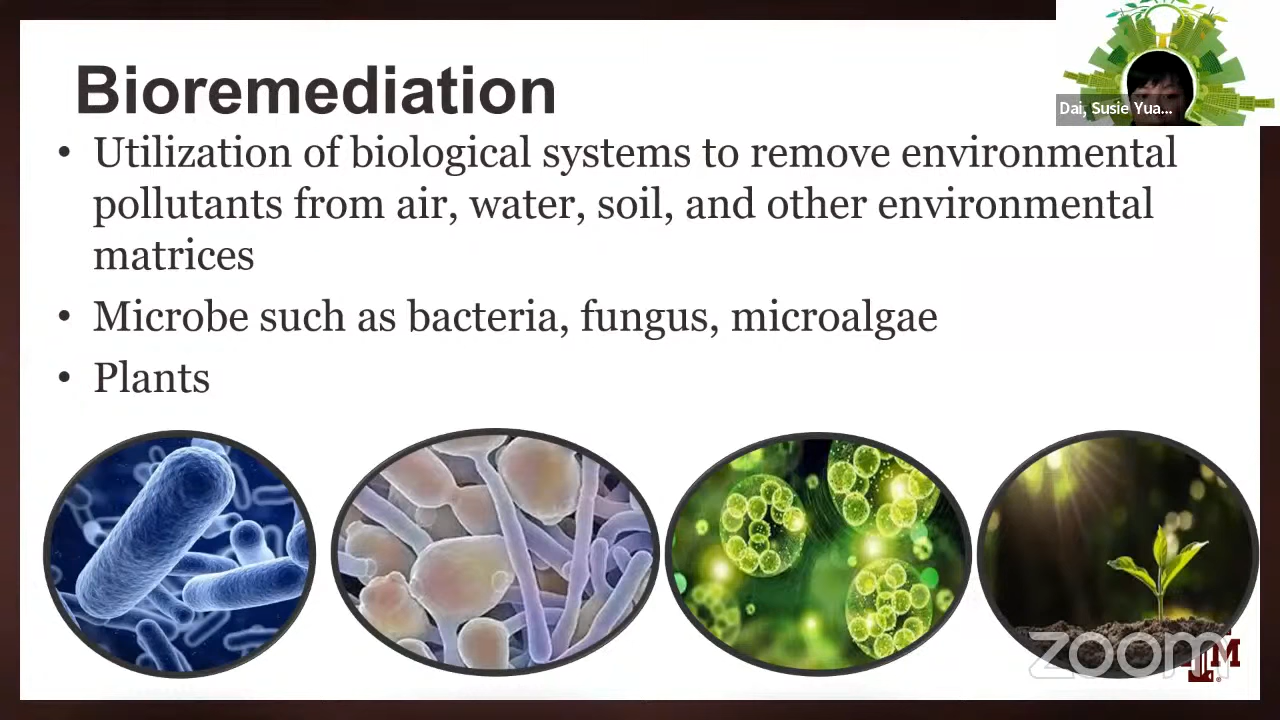 Bioremediation
Dai, Susie Yua...
• Utilization of biological systems to remove environmental
pollutants from air, water, soil, and other environmental
matrices
• Microbe such as bacteria, fungus, microalgae
• Plants
zoom